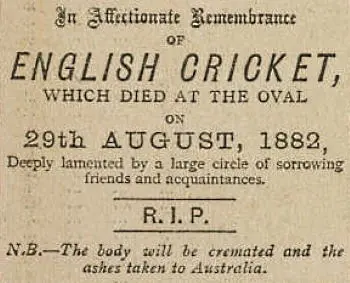 In Affectionate Remembrance
OF
ENGLISH CRICKET,
WHICH DIED AT THE OVAL
ON
29th AUGUST, 1882,
Deeply lamented by a large circle of sorrowing
friends and acquaintances.
R. I. P.
N.B.—The body will be cremated and the
ashes taken to Australia.